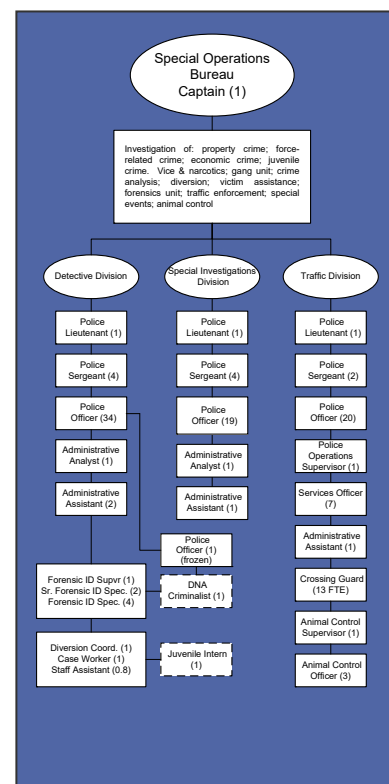 Special Operations
Bureau
Captain (1)
Investigation of: property crime; force-
related crime; economic crime; juvenile
crime. Vice & narcotics; gang unit; crime
analysis; diversion; victim assistance;
forensics unit; traffic enforcement; special
events; animal control
Detective Division
Police
Lieutenant (1)
Police
Sergeant (4)
Police
Officer (34)
Administrative
Analyst (1)
Administrative
Assistant (2)
Police
Officer (1)
(frozen)
Forensic ID Supvr (1)
Sr. Forensic ID Spec. (2)
Forensic ID Spec. (4)
DNA
Criminalist (1)
Diversion Coord. (1)
Case Worker (1)
Staff Assistant (0.8)
Juvenile Intern
(1)
Special Investigations
Division
Police
Lieutenant (1)
Police
Sergeant (4)
Police
Officer (19)
Administrative
Analyst (1)
Administrative
Assistant (1)
Traffic Division
Police
Lieutenant (1)
Police
Sergeant (2)
Police
Officer (20)
Police
Operations
Supervisor (1)
Services Officer
(7)
Administrative
Assistant (1)
Crossing Guard
(13 FTE)
Animal Control
Supervisor (1)
Animal Control
Officer (3)